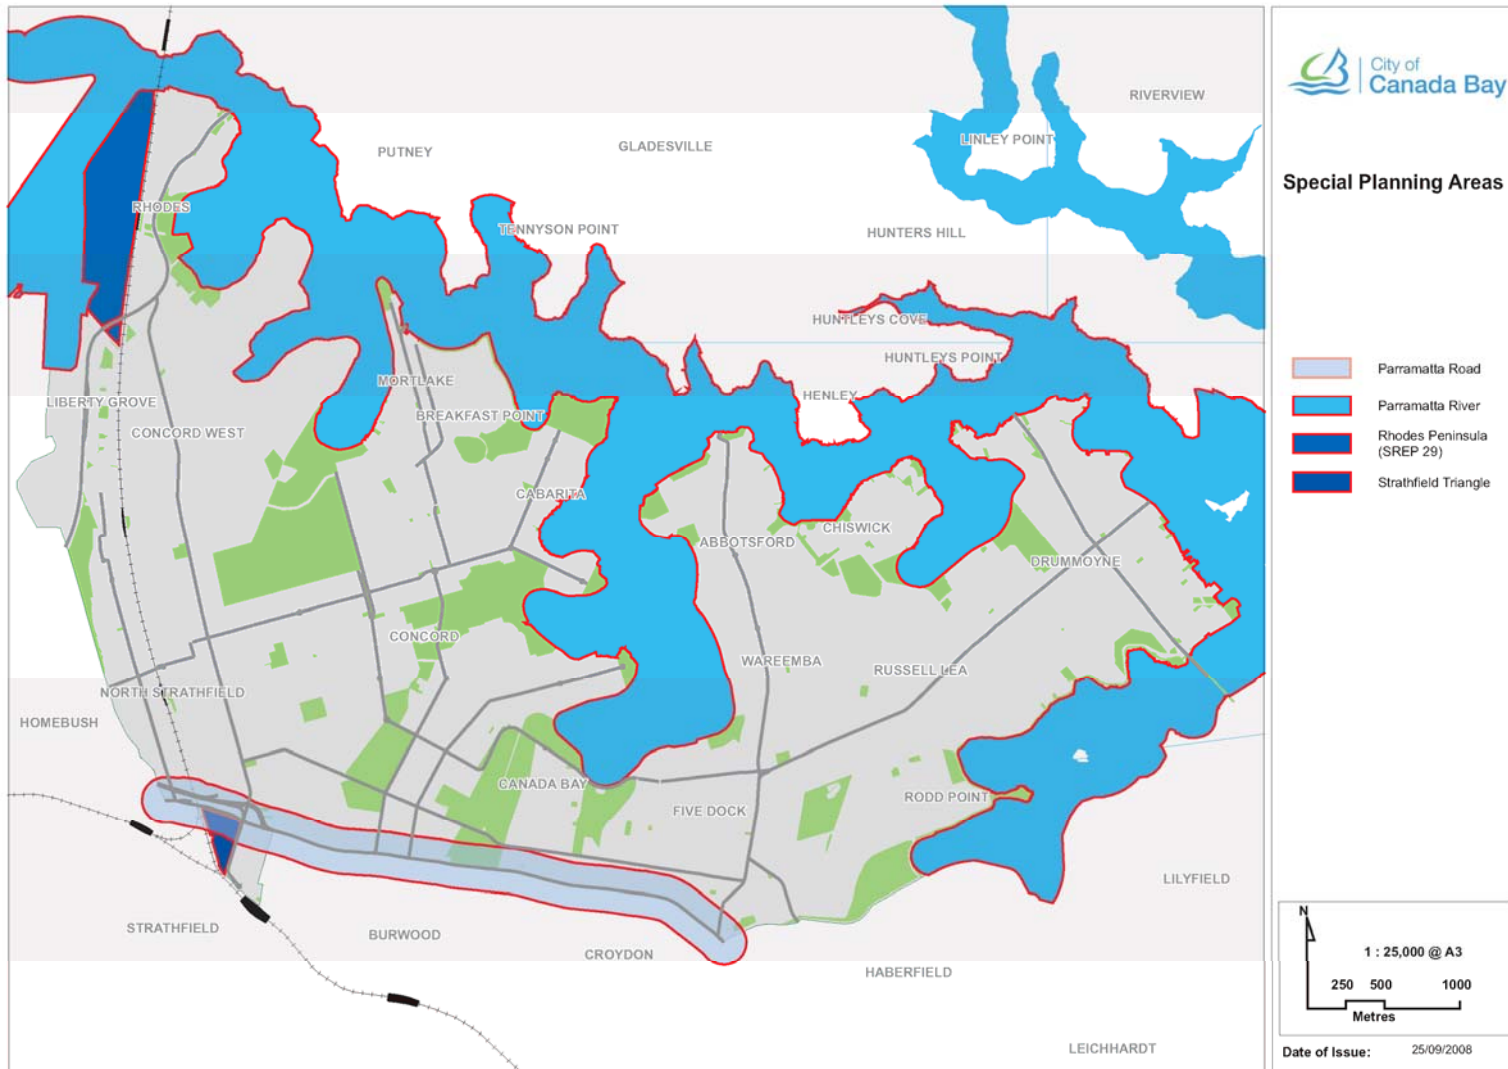 City of
Canada Bay
Special Planning Areas
RIVERVIEW
LINLEY POINT
PUTNEY
GLADESVILLE
RHODES
TENNYSON POINT
HUNTERS HILL
HUNTLEYS COVE
HUNTLEYS POINT
MORTLAKE
HENLEY
LIBERTY GROVE
BREAKFAST POINT
CONCORD WEST
CABARITA
CHISWICK
ABBOTSFORD
DRUMMOYNE
CONCORD
WAREEMBA
RUSSELL LEA
NORTH STRATHFIELD
HOMEBUSH
CANADA BAY
RODD POINT
FIVE DOCK
LILYFIELD
STRATHFIELD
BURWOOD
CROYDON
HABERFIELD
LEICHHARDT
Parramatta Road
Parramatta River
Rhodes Peninsula
(SREP 29)
Strathfield Triangle
N
1 : 25,000 @ A3
250 500 1000
Metres
Date of Issue: 25/09/2008